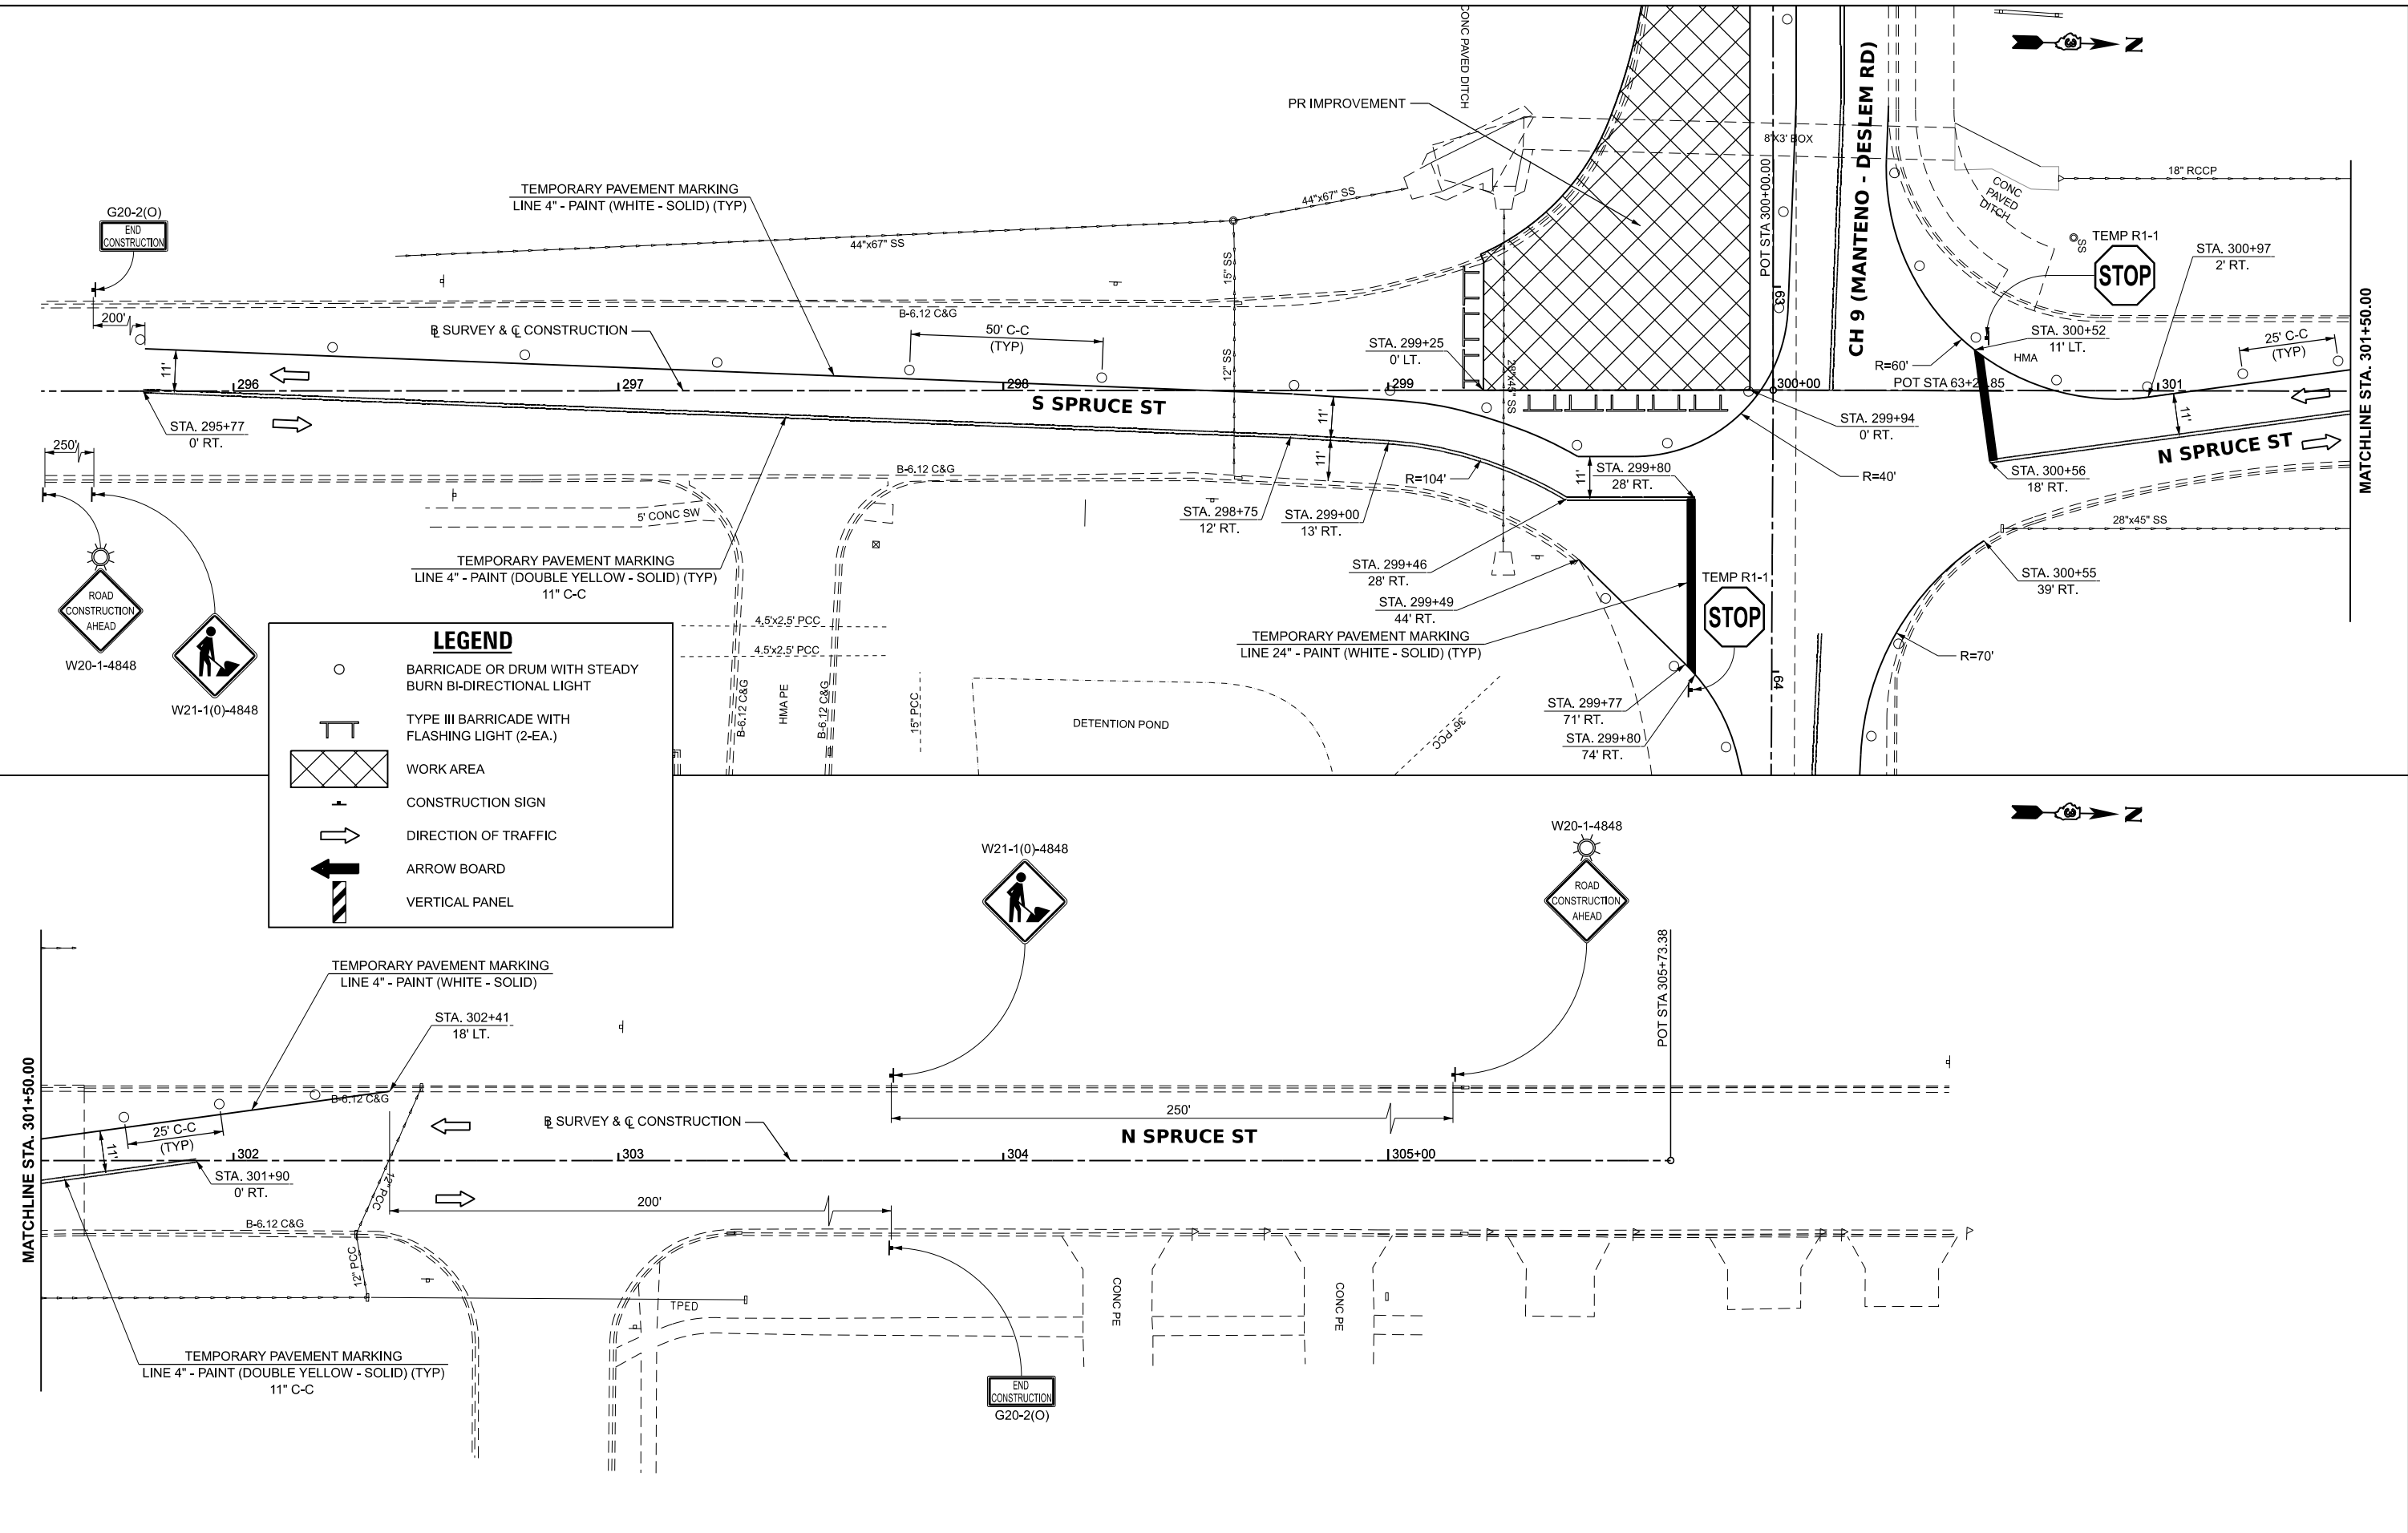 CONC PAVED DITCH
N
PR IMPROVEMENT
8'X3' BOX
CH 9 (MANTENO - DESLEM RD)
POT STA 300+00.00
18" RCCP
CONC
PAVED
DITCH
SS
TEMP R1-1
STOP
STA. 300+97
2' RT.
MATCHLINE STA. 301+50.00
TEMPORARY PAVEMENT MARKING
LINE 4" - PAINT (WHITE - SOLID) (TYP)
44"x67" SS
44"x67" SS
15" SS
G20-2(O)
END
CONSTRUCTION
200'
B-6.12 C&G
℄ SURVEY & ℄ CONSTRUCTION
50' C-C
(TYP)
STA. 299+25
0' LT.
28"x45" SS
12" SS
63
STA. 300+52
11' LT.
HMA
R=60'
25' C-C
(TYP)
11'
296
297
298
299
300+00
301
S SPRUCE ST
STA. 295+77
0' RT.
11'
11'
STA. 299+94
0' RT.
11'
N SPRUCE ST
250'
B-6.12 C&G
R=104'
11'
STA. 299+80
28' RT.
R=40'
STA. 300+56
18' RT.
5' CONC SW
STA. 298+75
12' RT.
STA. 299+00
13' RT.
28"x45" SS
TEMPORARY PAVEMENT MARKING
LINE 4" - PAINT (DOUBLE YELLOW - SOLID) (TYP)
11" C-C
STA. 299+46
28' RT.
STA. 299+49
44' RT.
TEMP R1-1
STOP
STA. 300+55
39' RT.
R=70'
ROAD
CONSTRUCTION
AHEAD
W20-1-4848
W21-1(0)-4848
4.5'x2.5' PCC
4.5'x2.5' PCC
TEMPORARY PAVEMENT MARKING
LINE 24" - PAINT (WHITE - SOLID) (TYP)
64
B-6.12 C&G
HMA PE
B-6.12 C&G
15" PCC
DETENTION POND
36" PCC
STA. 299+77
71' RT.
STA. 299+80
74' RT.
LEGEND
BARRICADE OR DRUM WITH STEADY
BURN BI-DIRECTIONAL LIGHT
TYPE III BARRICADE WITH
FLASHING LIGHT (2-EA.)
WORK AREA
CONSTRUCTION SIGN
DIRECTION OF TRAFFIC
ARROW BOARD
VERTICAL PANEL
N
W21-1(0)-4848
W20-1-4848
ROAD
CONSTRUCTION
AHEAD
POT STA 305+73.38
MATCHLINE STA. 301+50.00
TEMPORARY PAVEMENT MARKING
LINE 4" - PAINT (WHITE - SOLID)
STA. 302+41
18' LT.
B-6.12 C&G
25' C-C
(TYP)
11'
℄ SURVEY & ℄ CONSTRUCTION
250'
N SPRUCE ST
302
303
304
305+00
STA. 301+90
0' RT.
12" PCC
200'
B-6.12 C&G
12" PCC
TPED
CONC PE
CONC PE
TEMPORARY PAVEMENT MARKING
LINE 4" - PAINT (DOUBLE YELLOW - SOLID) (TYP)
11" C-C
END
CONSTRUCTION
G20-2(O)